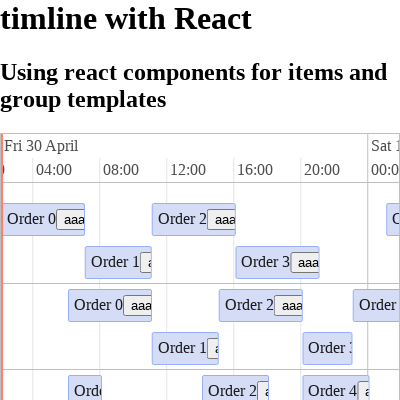 timline with React
Using react components for items and
group templates
Fri 30 April Sat
04:00 08:00 12:00 16:00 20:00 00:0
Order 0 aaa Order 2 aaa
Order 1 Order 3 aaa
Order 0 aaa Order 2 aaa Order
Order 1 Order
Order 2 Order 4